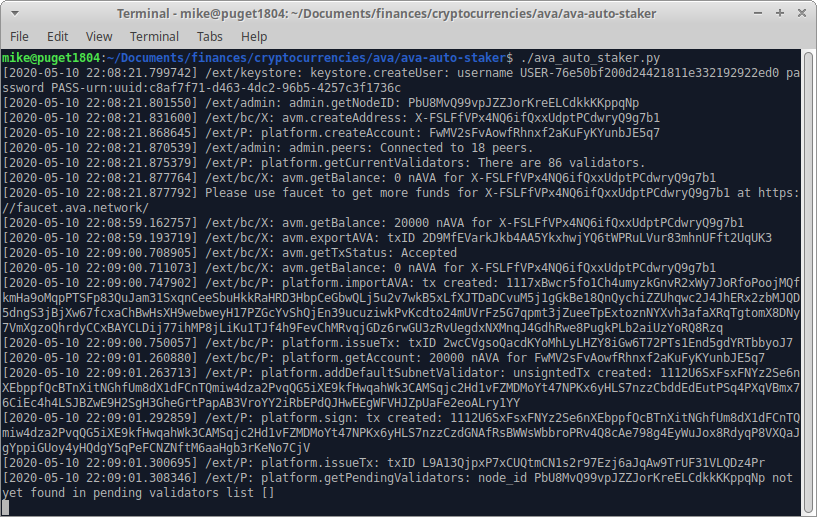 Terminal - mike@puget1804: ~/Documents/finances/cryptocurrencies/ava/ava-auto-staker
File Edit View Terminal Tabs Help
mike@puget1804:~/Documents/finances/cryptocurrencies/ava/ava-auto-staker$ ./ava_auto_staker.py
[2020-05-10 22:08:21.799742] /ext/keystore: keystore.createUser: username USER-76e50bf200d24421811e332192922ed0 pa
ssword PASS-urn:uuid:c8af7f71-d463-4dc2-96b5-4257c3f1736c
[2020-05-10 22:08:21.801550] /ext/admin: admin.getNodeID: PbU8MvQ99vpJZZJorKreELCdkkKKppqNp
[2020-05-10 22:08:21.831600] /ext/bc/X: avm.createAddress: X-FSLFfVPx4NQ6ifQxxUdptPCdwryQ9g7b1
[2020-05-10 22:08:21.868645] /ext/P: platform.createAccount: FwMV2sFvAowfRhnxf2aKuFyKYunbJE5q7
[2020-05-10 22:08:21.870539] /ext/admin: admin.peers: Connected to 18 peers.
[2020-05-10 22:08:21.875379] /ext/P: platform.getCurrentValidators: There are 86 validators.
[2020-05-10 22:08:21.877764] /ext/bc/X: avm.getBalance: 0 nAVA for X-FSLFfVPx4NQ6ifQxxUdptPCdwryQ9g7b1
[2020-05-10 22:08:21.877792] Please use faucet to get more funds for X-FSLFfVPx4NQ6ifQxxUdptPCdwryQ9g7b1 at https:
//faucet.ava.network/
[2020-05-10 22:08:59.162757] /ext/bc/X: avm.getBalance: 20000 nAVA for X-FSLFfVPx4NQ6ifQxxUdptPCdwryQ9g7b1
[2020-05-10 22:08:59.193719] /ext/bc/X: avm.exportAVA: txID 2D9MfEVarkJkb4AA5YkxhwjYQ6tWPRuLVur83mhnUFft2UqUK3
[2020-05-10 22:09:00.708905] /ext/bc/X: avm.getTxStatus: Accepted
[2020-05-10 22:09:00.711073] /ext/bc/X: avm.getBalance: 0 nAVA for X-FSLFfVPx4NQ6ifQxxUdptPCdwryQ9g7b1
[2020-05-10 22:09:00.747902] /ext/bc/P: platform.importAVA: tx created: 1117xBwcr5fo1Ch4umyzkGnvR2xWy7JoRfoPoojMQf
kmHa9oMqpPTSFp83QuJam31SxqnCeeSbuHkkRaHRD3HbpCeGbwQLj5u2v7wkB5xLfXJTDaDCvuM5j1gGkBe18QnQychiZZUhqwc2J4JhERx2zbMJQD
5dngS3jBjXw67fcxaChBwHsXH9webweyH17PZGcYvShQjEn39ucuziwkPvKcdto24mUVrFz5G7qpmt3jZueeTpExtoznNYXvh3afaXRqTgtomX8DNy
7VmXgzoQhrdyCCxBAYCLDij77ihMP8jLiKu1TJf4h9FevChMRvqjGDz6rwGU3zRvUegdxNXMnqJ4GdhRwe8PugkPLb2aiUzYoRQ8Rzq
[2020-05-10 22:09:00.750057] /ext/bc/P: platform.issueTx: txID 2wcCVgsoQacdKYoMhLyLHZY8iGw6T72PTs1End5gdYRTbbyoJ7
[2020-05-10 22:09:01.260880] /ext/bc/P: platform.getAccount: 20000 nAVA for FwMV2sFvAowfRhnxf2aKuFyKYunbJE5q7
[2020-05-10 22:09:01.263713] /ext/P: platform.addDefaultSubnetValidator: unsigntedTx created: 1112U6SxFsxFNYz2Se6n
XEbppfQcBTnXitNGhfUm8dX1dFCnTQmiw4dza2PvqQG5iXE9kfHwqahWk3CAMSqjc2Hd1vFZMDMoYt47NPKx6yHLS7nzzCbddEdEutPSq4PXqVBmx7
6CiEc4h4LSJBZwE9H2SgH3GheGrtPapAB3VroYY2iRbEPdQJHwEEgWFVHJZpUaFe2eoALry1YY
[2020-05-10 22:09:01.292859] /ext/P: platform.sign: tx created: 1112U6SxFsxFNYz2Se6nXEbppfQcBTnXitNGhfUm8dX1dFCnTQ
miw4dza2PvqQG5iXE9kfHwqahWk3CAMSqjc2Hd1vFZMDMoYt47NPKx6yHLS7nzzCzdGNAfRsBWWsWbbroPRv4Q8cAe798g4EyWuJox8RdyqP8VXQaJ
gYppiGUoy4yHQdgY5qPeFCNZNftM6aaHgb3rKeNo7CjV
[2020-05-10 22:09:01.300695] /ext/P: platform.issueTx: txID L9A13QjpxP7xCUQtmCN1s2r97Ezj6aJqAw9TrUF31VLQDz4Pr
[2020-05-10 22:09:01.308346] /ext/P: platform.getPendingValidators: node_id PbU8MvQ99vpJZZJorKreELCdkkKKppqNp not
yet found in pending validators list []